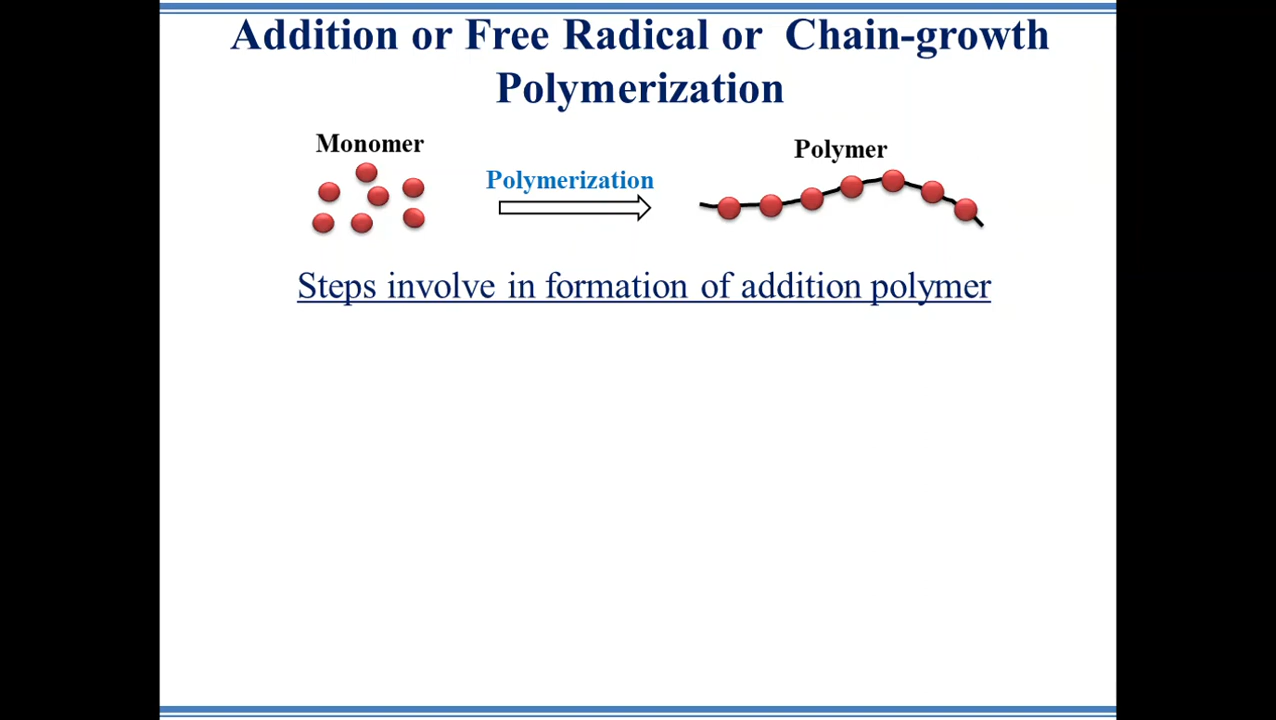 Addition or Free Radical or Chain-growth
Polymerization
Monomer
Polymerization
Polymer
Steps involve in formation of addition polymer